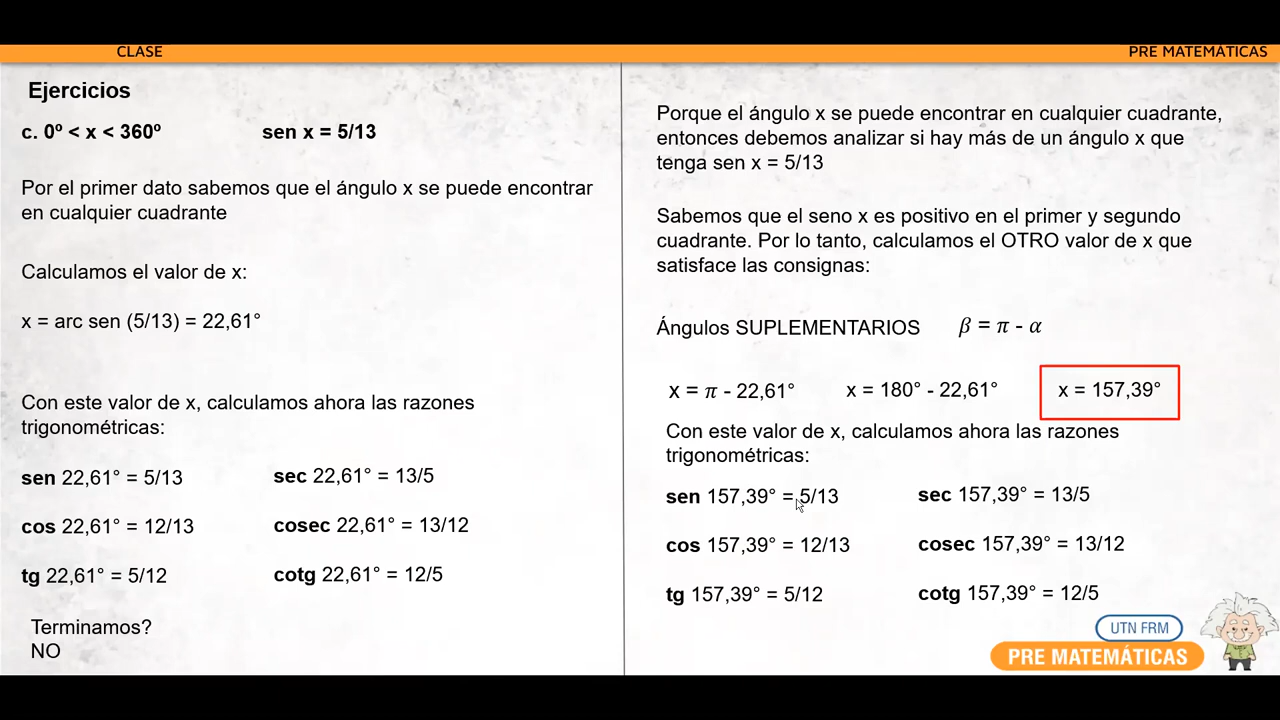 CLASE
PRE MATEMÁTICAS
Ejercicios
c. 0º < x < 360º sen x = 5/13
Por el primer dato sabemos que el ángulo x se puede encontrar
en cualquier cuadrante
Calculamos el valor de x:
x = arc sen (5/13) = 22,61°
Con este valor de x, calculamos ahora las razones
trigonométricas:
sen 22,61° = 5/13 sec 22,61° = 13/5
cos 22,61° = 12/13 cosec 22,61° = 13/12
tg 22,61° = 5/12 cotg 22,61° = 12/5
Terminamos?
NO
Porque el ángulo x se puede encontrar en cualquier cuadrante,
entonces debemos analizar si hay más de un ángulo x que
tenga sen x = 5/13
Sabemos que el seno x es positivo en el primer y segundo
cuadrante. Por lo tanto, calculamos el OTRO valor de x que
satisface las consignas:
Ángulos SUPLEMENTARIOS β = π - α
x = π - 22,61° x = 180° - 22,61° x = 157,39°
Con este valor de x, calculamos ahora las razones
trigonométricas:
sen 157,39° = 5/13 sec 157,39° = 13/5
cos 157,39° = 12/13 cosec 157,39° = 13/12
tg 157,39° = 5/12 cotg 157,39° = 12/5
UTN FRM
PRE MATEMÁTICAS